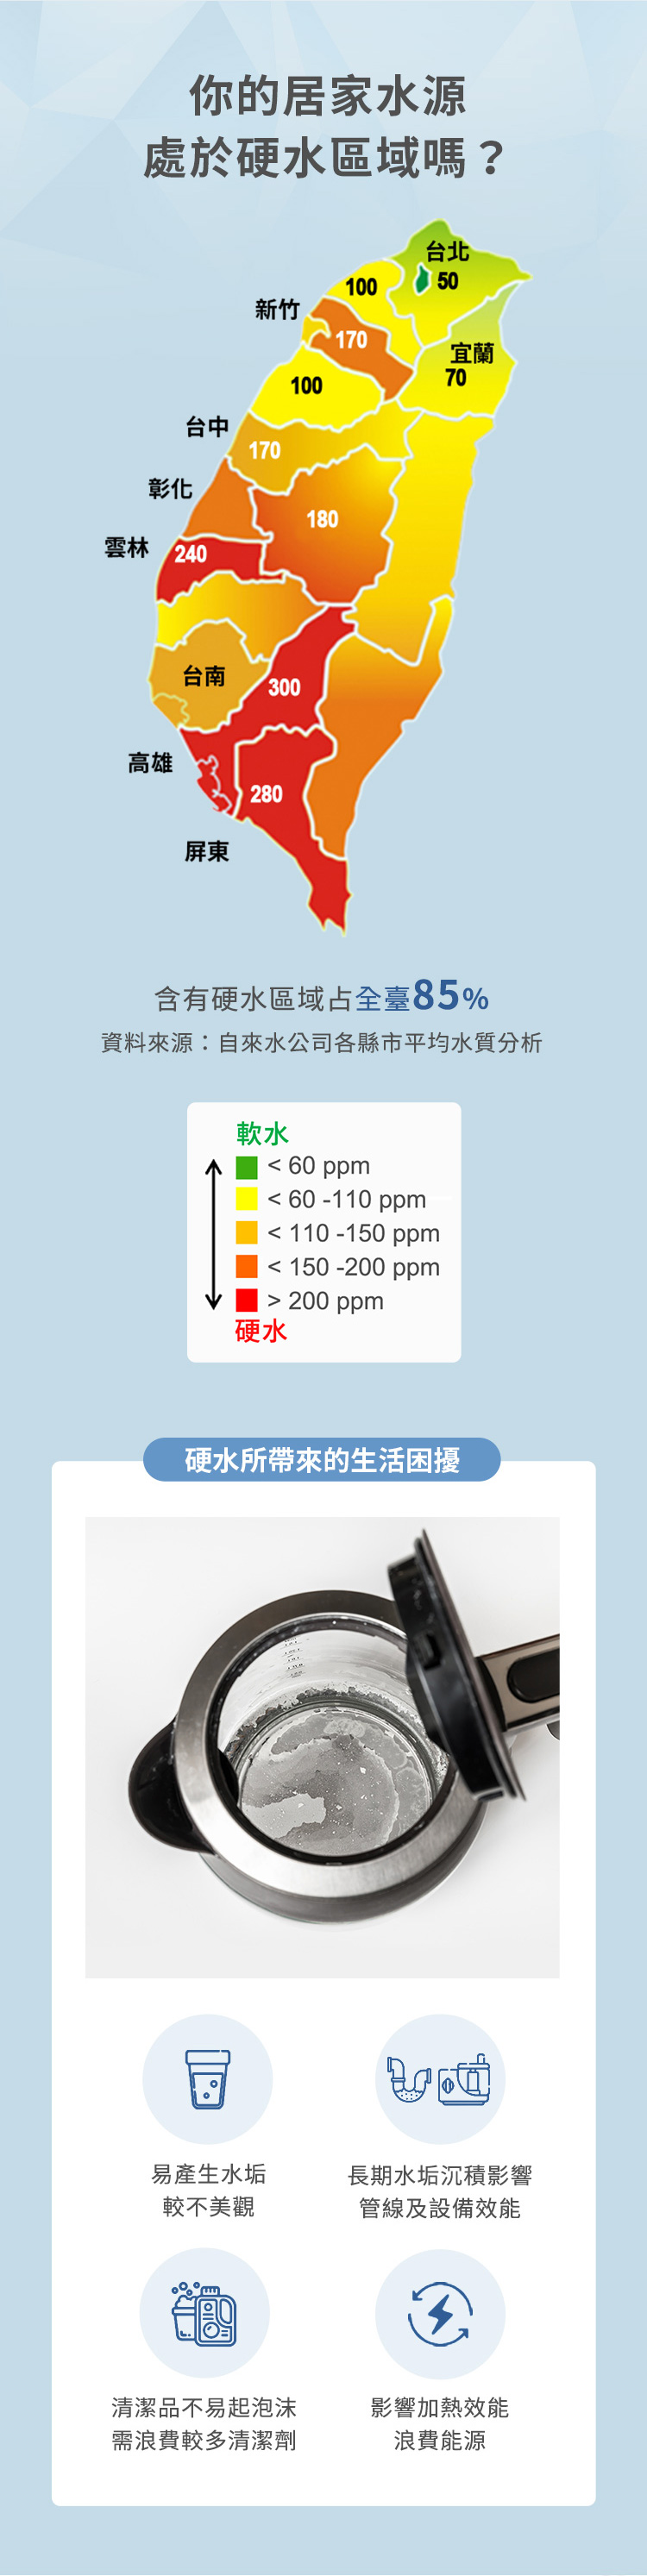 你的居家水源
處於硬水區域嗎？
台北
50
100
新竹
170
宜蘭
70
100
台中
170
彰化
180
雲林
240
台南
300
高雄
280
屏東
含有硬水區域占全臺85%
資料來源：自來水公司各縣市平均水質分析
軟水
< 60 ppm
< 60 -110 ppm
< 110 -150 ppm
< 150 -200 ppm
> 200 ppm
硬水
硬水所帶來的生活困擾
易產生水垢
較不美觀
長期水垢沉積影響
管線及設備效能
清潔品不易起泡沫
需浪費較多清潔劑
影響加熱效能
浪費能源